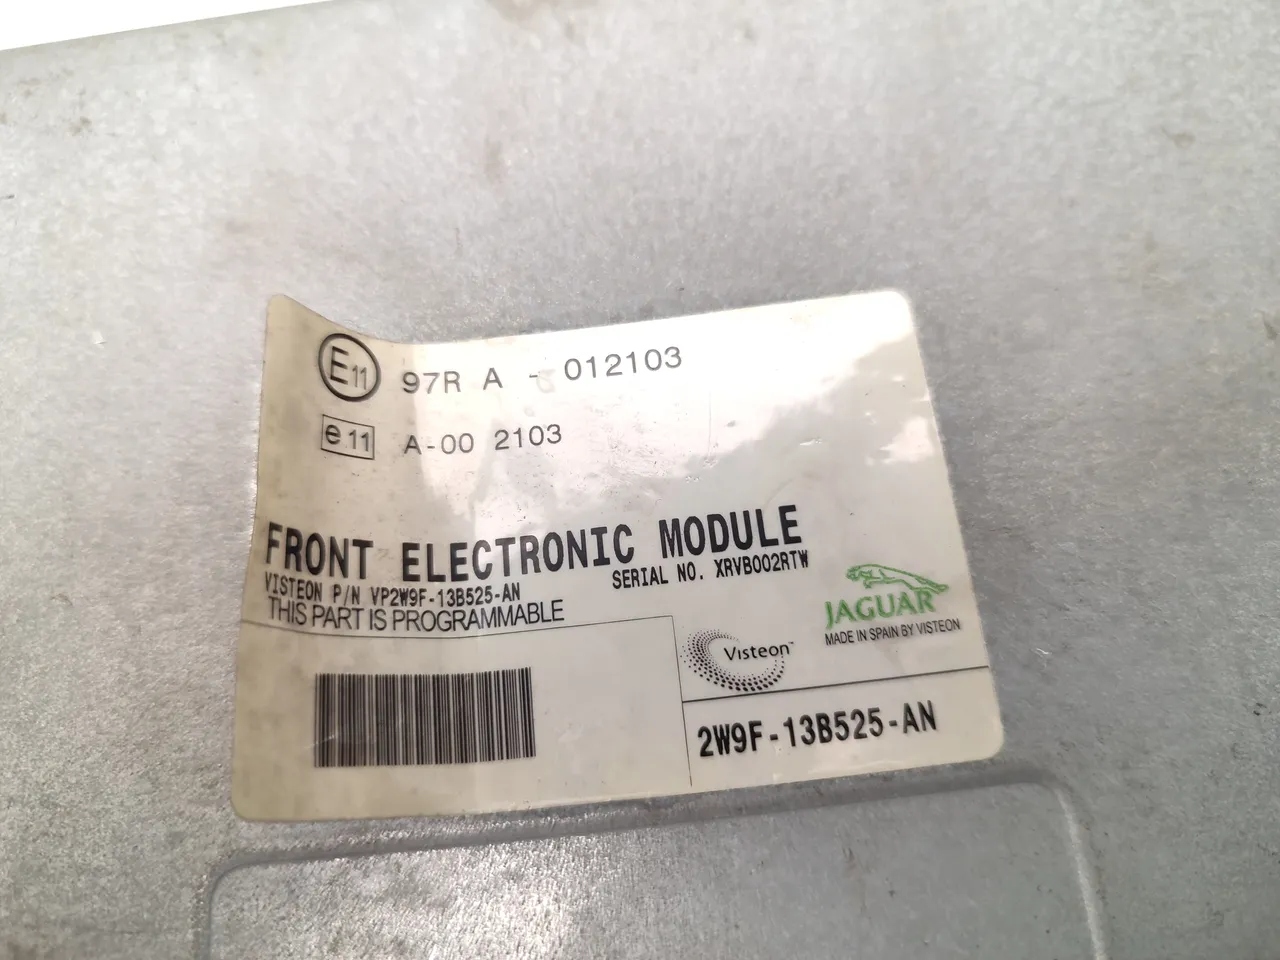 E11 97R A - 012103
e11 A-00 2103
FRONT ELECTRONIC MODULE
VISTEON P/N VP2W9F-13B525-AN SERIAL NO. XRVB002RTW
THIS PART IS PROGRAMMABLE
JAGUAR
MADE IN SPAIN BY VISTEON
Visteon™
2W9F-13B525-AN